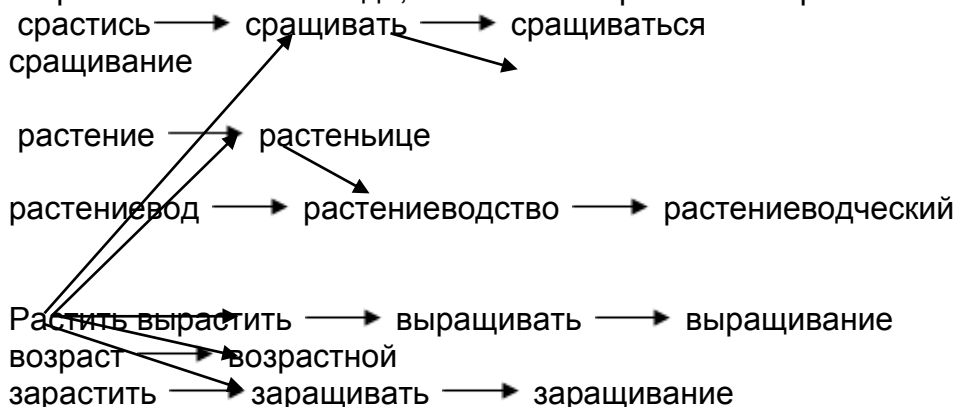 срастись сращивать сращиваться
сращивание
растение растеньице
растениевод растениеводство растениеводческий
Растить вырастить выращивать выращивание
возраст возрастной
зарастить заращивать заращивание